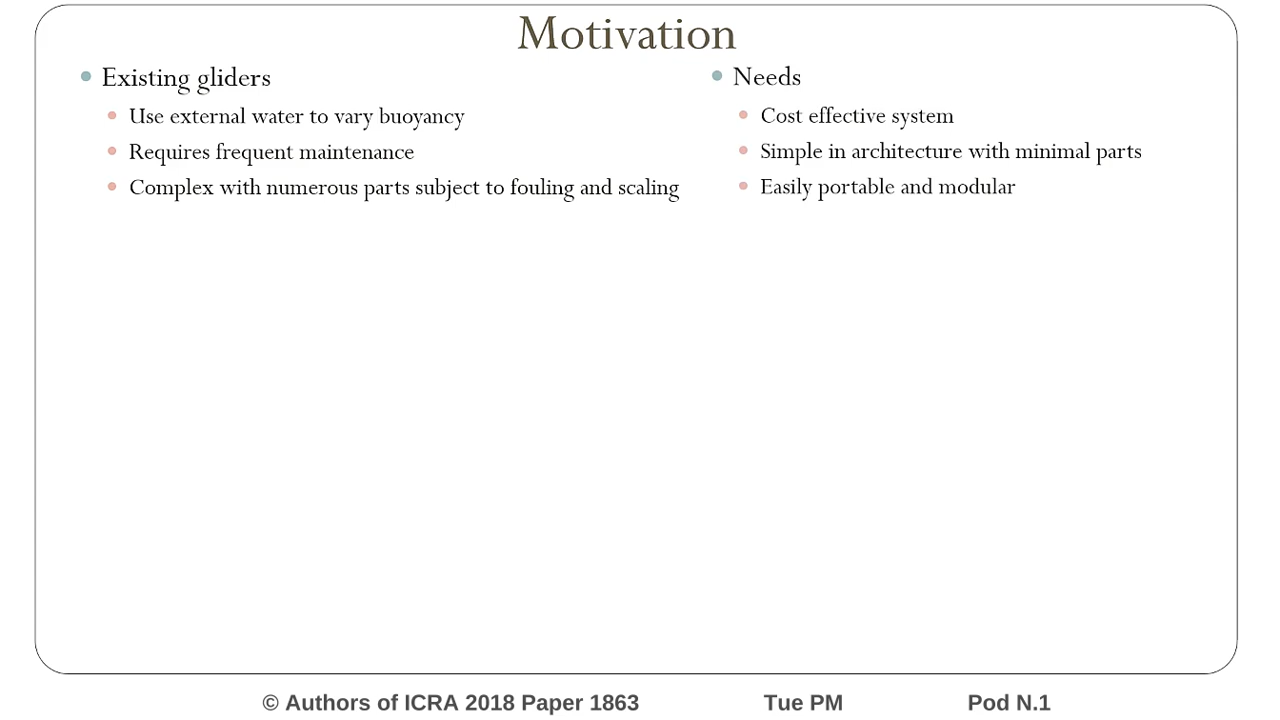 Motivation
Existing gliders
Use external water to vary buoyancy
Requires frequent maintenance
Complex with numerous parts subject to fouling and scaling
Needs
Cost effective system
Simple in architecture with minimal parts
Easily portable and modular
© Authors of ICRA 2018 Paper 1863 Tue PM Pod N.1